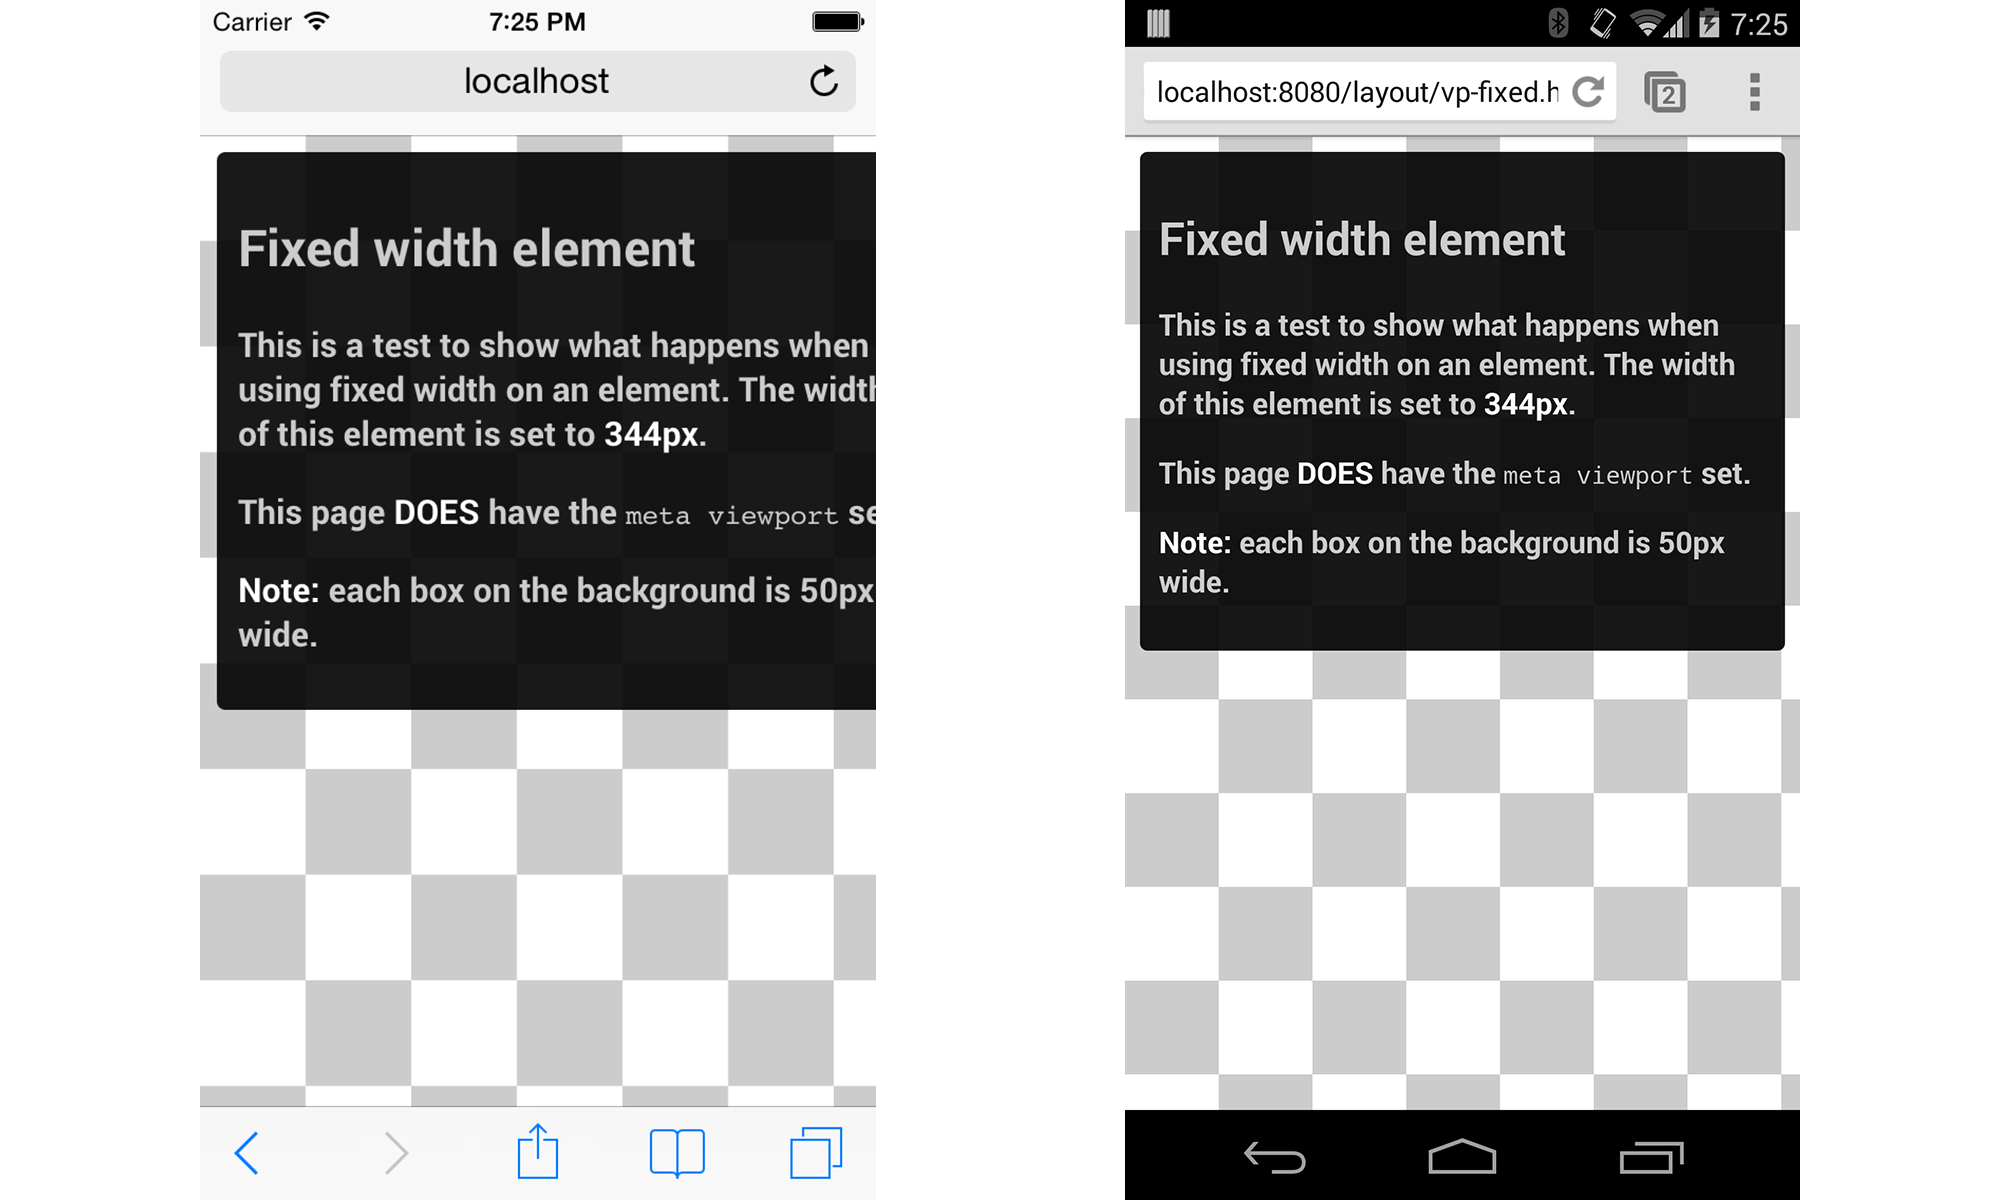 Carrier 7:25 PM
localhost
Fixed width element
This is a test to show what happens when
using fixed width on an element. The width
of this element is set to 344px.
This page DOES have the meta viewport se
Note: each box on the background is 50px
wide.
7:25
localhost:8080/layout/vp-fixed.h
2
Fixed width element
This is a test to show what happens when
using fixed width on an element. The width
of this element is set to 344px.
This page DOES have the meta viewport set.
Note: each box on the background is 50px
wide.